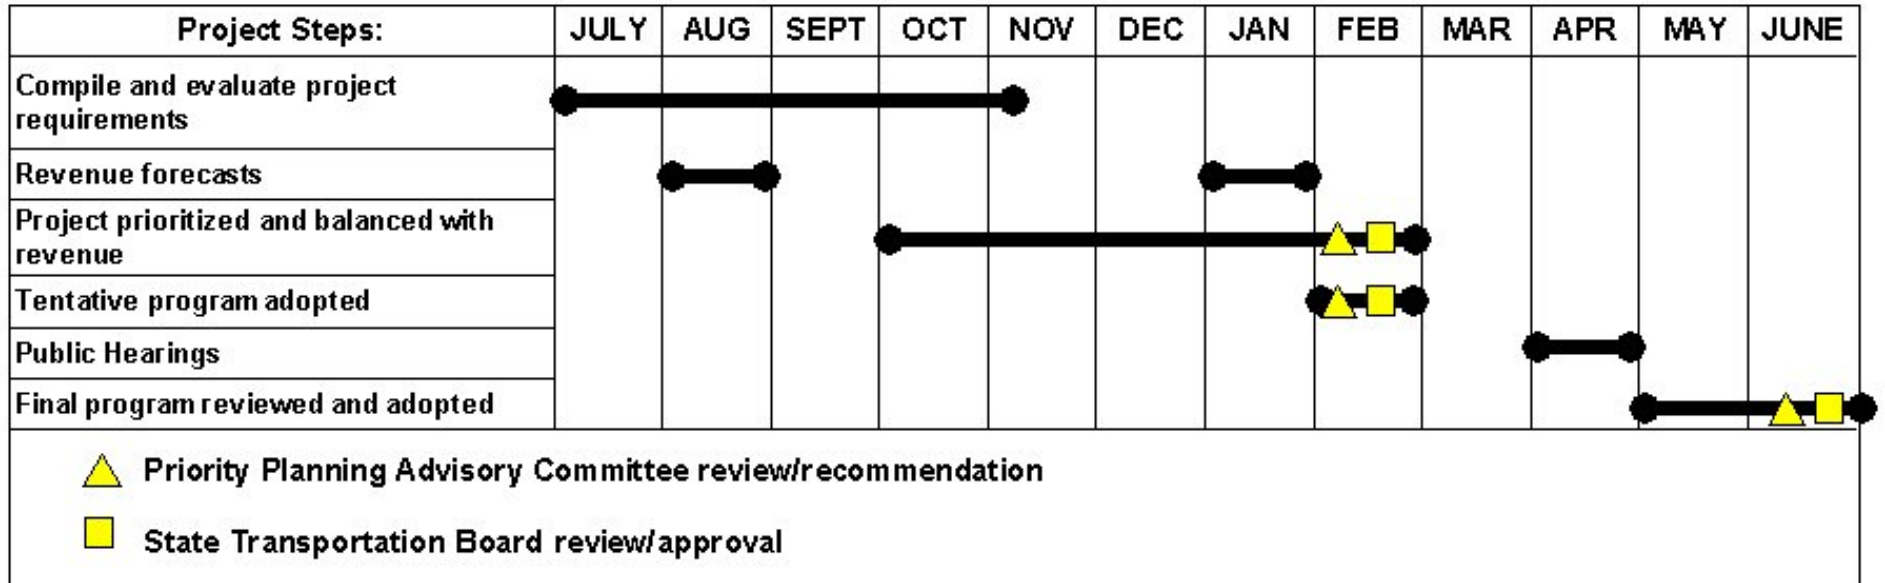 Project Steps: JULY AUG SEPT OCT NOV DEC JAN FEB MAR APR MAY JUNE
Compile and evaluate project
requirements
Revenue forecasts
Project prioritized and balanced with
revenue
Tentative program adopted
Public Hearings
Final program reviewed and adopted
Priority Planning Advisory Committee review/recommendation
State Transportation Board review/approval